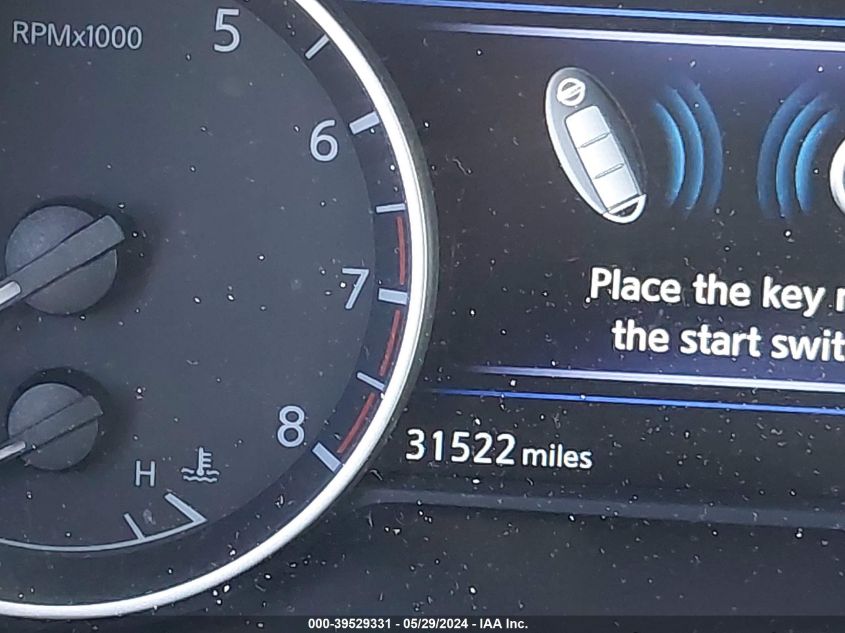 RPMx1000
5
6
7
8
H
Place the key
the start swit
31522 miles
000-39529331 - 05/29/2024 - IAA Inc.